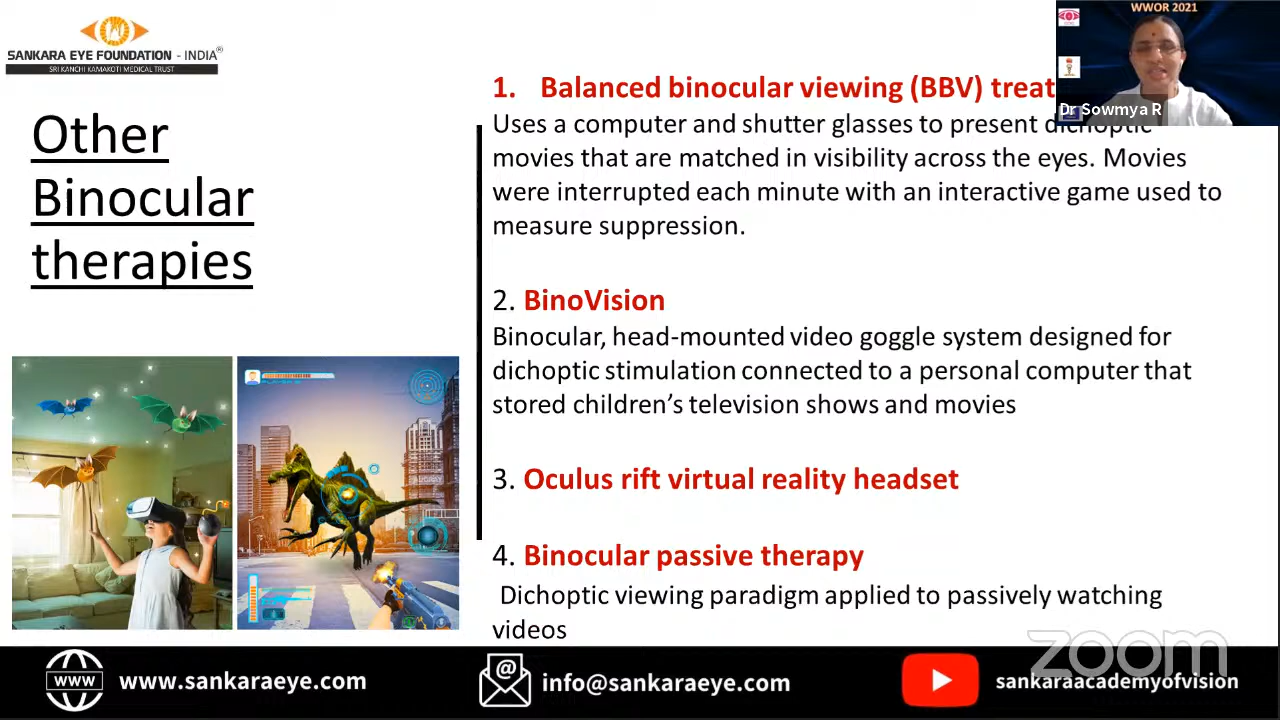 WWOR 2021
SANKARA EYE FOUNDATION - INDIA®
SRI KANCHI KAMAKOTI MEDICAL TRUST
Dr Sowmya R
Other
Binocular
therapies
1. Balanced binocular viewing (BBV) treat
Uses a computer and shutter glasses to present dichoptic
movies that are matched in visibility across the eyes. Movies
were interrupted each minute with an interactive game used to
measure suppression.
2. BinoVision
Binocular, head-mounted video goggle system designed for
dichoptic stimulation connected to a personal computer that
stored children’s television shows and movies
3. Oculus rift virtual reality headset
4. Binocular passive therapy
Dichoptic viewing paradigm applied to passively watching
videos
zoom
www
www.sankaraeye.com
@
info@sankaraeye.com
sankaraacademyofvision